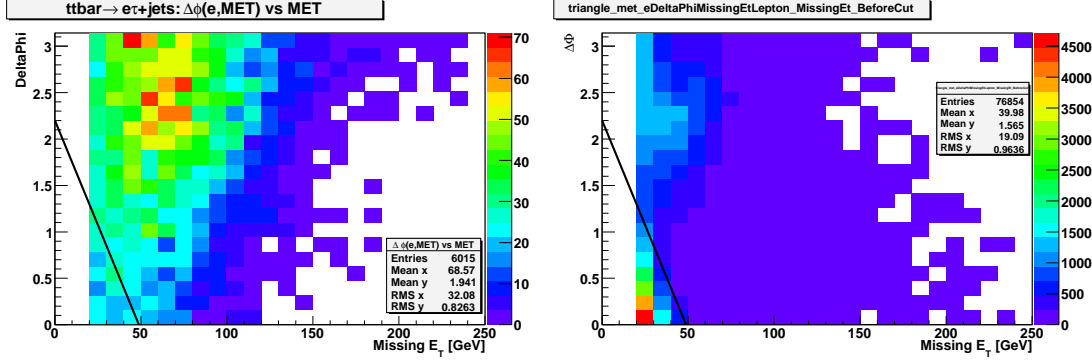 ttbar→ eτ+jets: Δϕ(e,MET) vs MET
DeltaPhi
3
2.5
2
1.5
1
0.5
0
0 50 100 150 200 250
Missing E_T [GeV]
70
60
50
40
30
20
10
0
Δ ϕ(e,MET) vs MET
Entries 6015
Mean x 68.57
Mean y 1.941
RMS x 32.08
RMS y 0.8263
triangle_met_eDeltaPhiMissingEtLepton_MissingEt_BeforeCut
ΔΦ
3
2.5
2
1.5
1
0.5
0
0 50 100 150 200 250
Missing E_T [GeV]
4500
4000
3500
3000
2500
2000
1500
1000
500
0
Entries 76854
Mean x 39.98
Mean y 1.565
RMS x 19.09
RMS y 0.9636